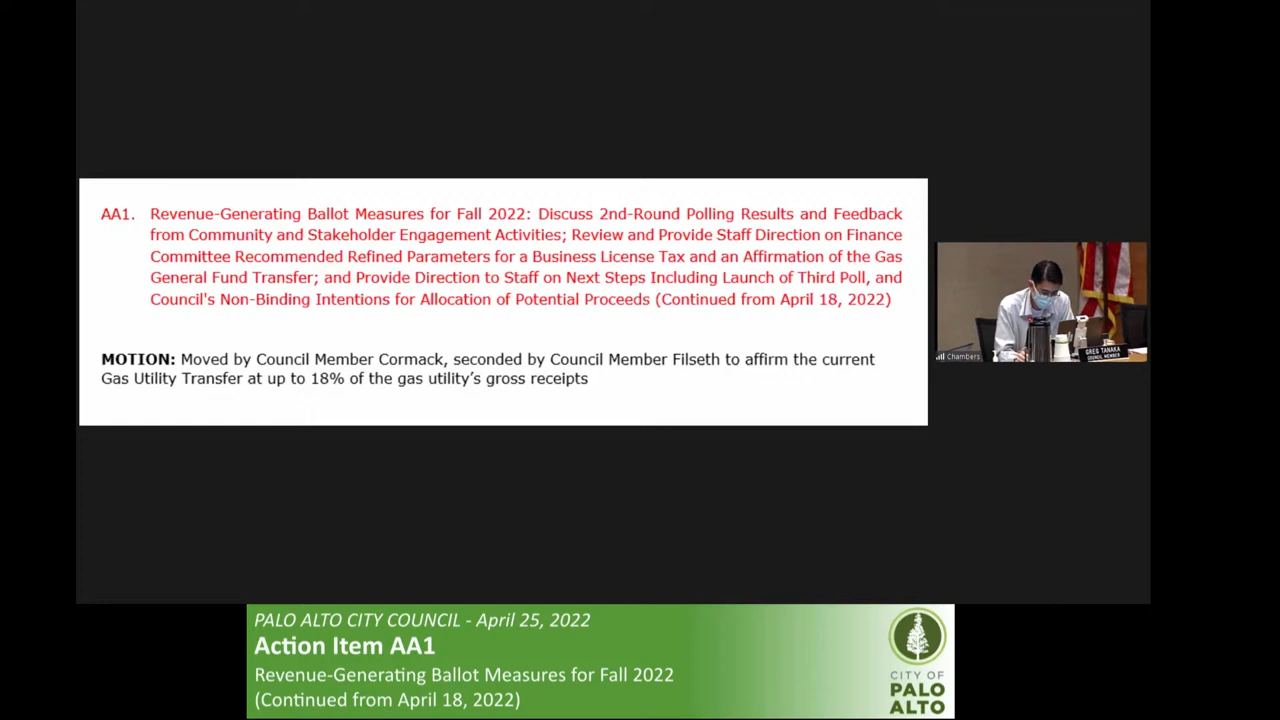 AA1. Revenue-Generating Ballot Measures for Fall 2022: Discuss 2nd-Round Polling Results and Feedback
from Community and Stakeholder Engagement Activities; Review and Provide Staff Direction on Finance
Committee Recommended Refined Parameters for a Business License Tax and an Affirmation of the Gas
General Fund Transfer; and Provide Direction to Staff on Next Steps Including Launch of Third Poll, and
Council's Non-Binding Intentions for Allocation of Potential Proceeds (Continued from April 18, 2022)
MOTION: Moved by Council Member Cormack, seconded by Council Member Filseth to affirm the current
Gas Utility Transfer at up to 18% of the gas utility’s gross receipts
Chambers
GREG TANAKA
COUNCIL MEMBER
PALO ALTO CITY COUNCIL - April 25, 2022
Action Item AA1
Revenue-Generating Ballot Measures for Fall 2022
(Continued from April 18, 2022)
CITY OF
PALO
ALTO